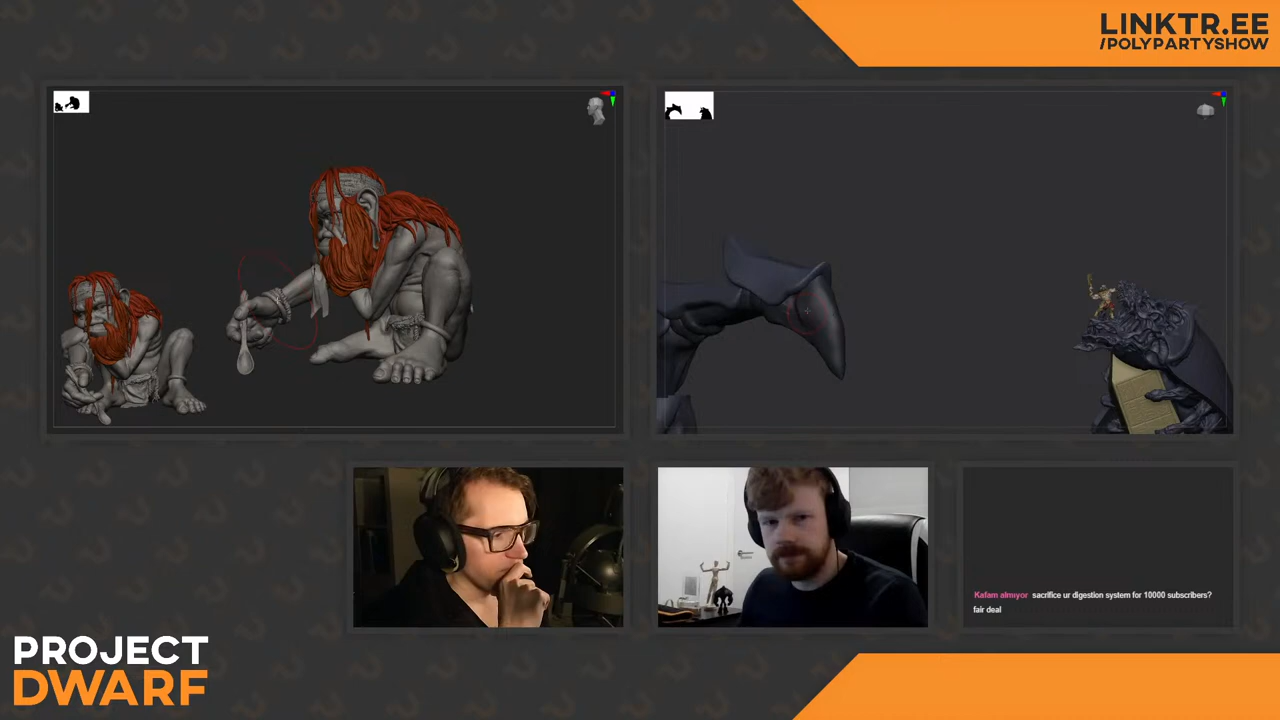 LINKTR.EE
/POLYPARTYSHOW
Kafam almıyor sacrifice ur digestion system for 10000 subscribers?
fair deal
PROJECT
DWARF